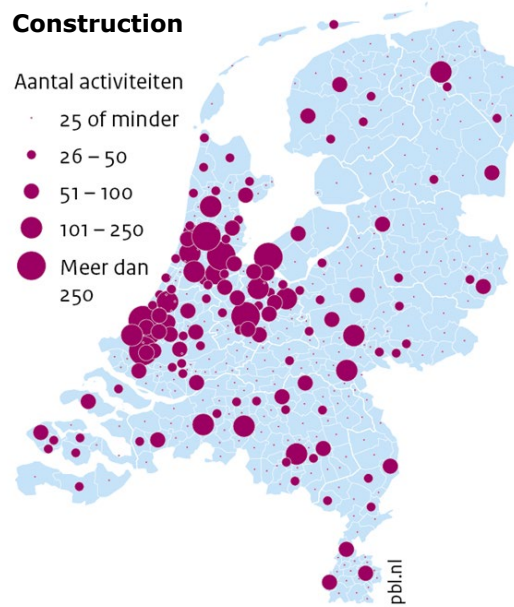 Construction
Aantal activiteiten
25 of minder
26 – 50
51 – 100
101 – 250
Meer dan
250
pbl.nl